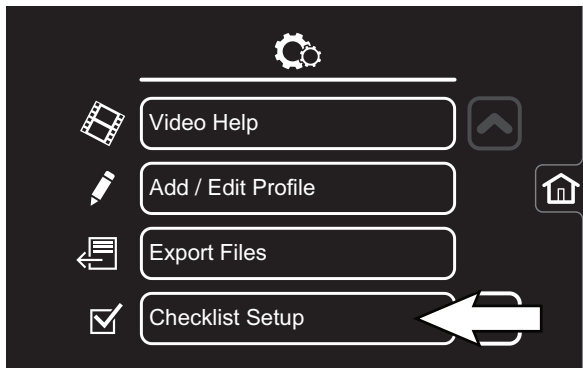 Video Help
Add / Edit Profile
Export Files
Checklist Setup